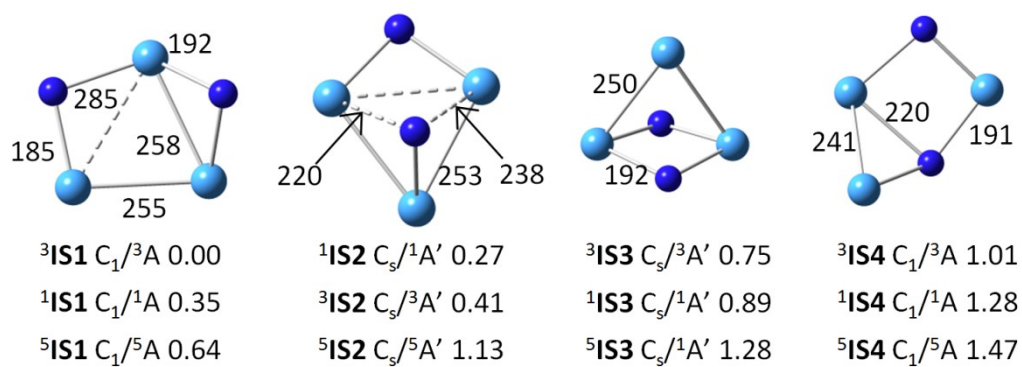 192
285
185
258
255
220
253
238
250
192
220
241
191
³IS1 C₁/³A 0.00
¹IS2 Cₛ/¹A’ 0.27
³IS3 Cₛ/³A’ 0.75
³IS4 C₁/³A 1.01
¹IS1 C₁/¹A 0.35
³IS2 Cₛ/³A’ 0.41
¹IS3 Cₛ/¹A’ 0.89
¹IS4 C₁/¹A 1.28
⁵IS1 C₁/⁵A 0.64
⁵IS2 Cₛ/⁵A’ 1.13
⁵IS3 Cₛ/¹A’ 1.28
⁵IS4 C₁/⁵A 1.47